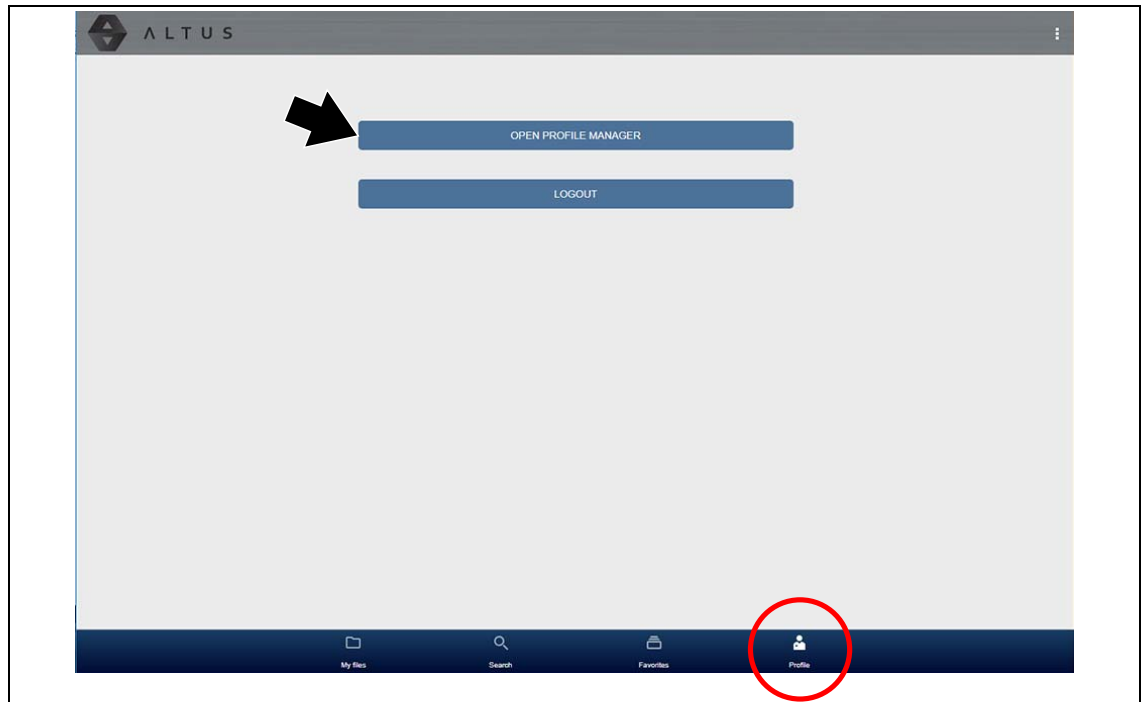 ALTUS
OPEN PROFILE MANAGER
LOGOUT
My files
Search
Favorites
Profile